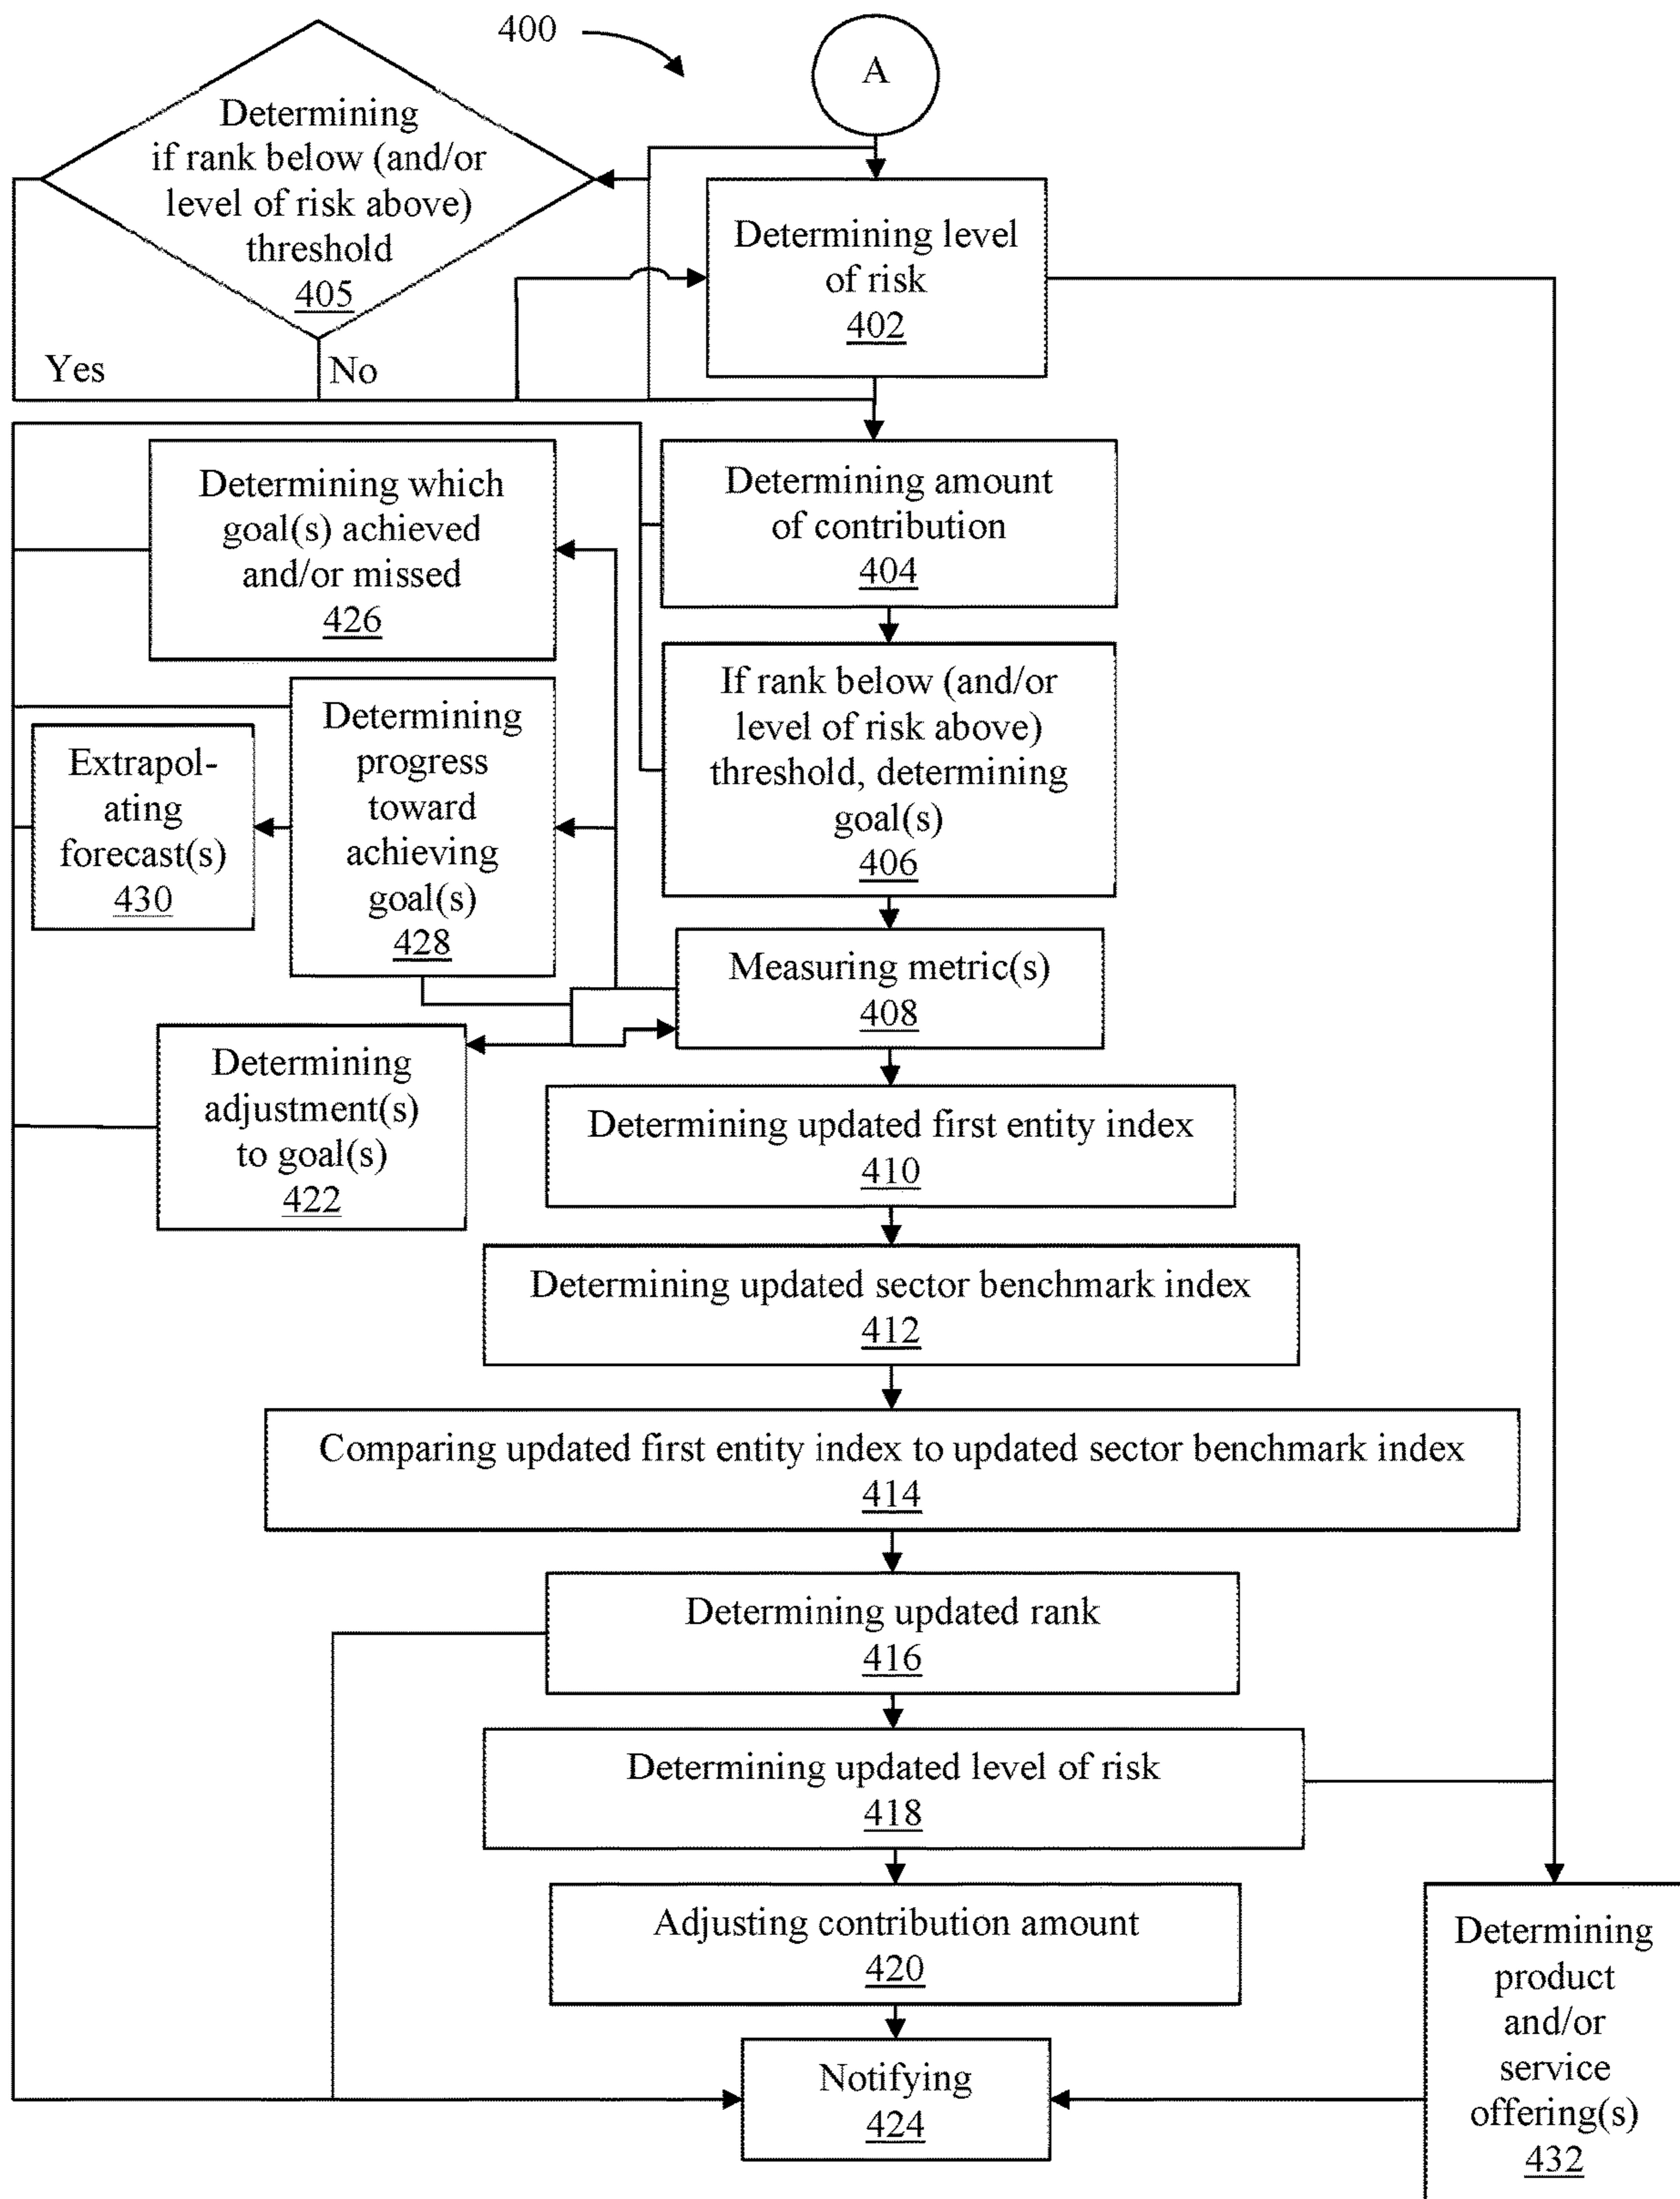 400
A
Determining
if rank below (and/or
level of risk above)
threshold
405
Yes
No
Determining level
of risk
402
Determining which
goal(s) achieved
and/or missed
426
Determining amount
of contribution
404
If rank below (and/or
level of risk above)
threshold, determining
goal(s)
406
Determining
progress
toward
achieving
goal(s)
428
Extrapol-
ating
forecast(s)
430
Measuring metric(s)
408
Determining
adjustment(s)
to goal(s)
422
Determining updated first entity index
410
Determining updated sector benchmark index
412
Comparing updated first entity index to updated sector benchmark index
414
Determining updated rank
416
Determining updated level of risk
418
Adjusting contribution amount
420
Notifying
424
Determining
product
and/or
service
offering(s)
432